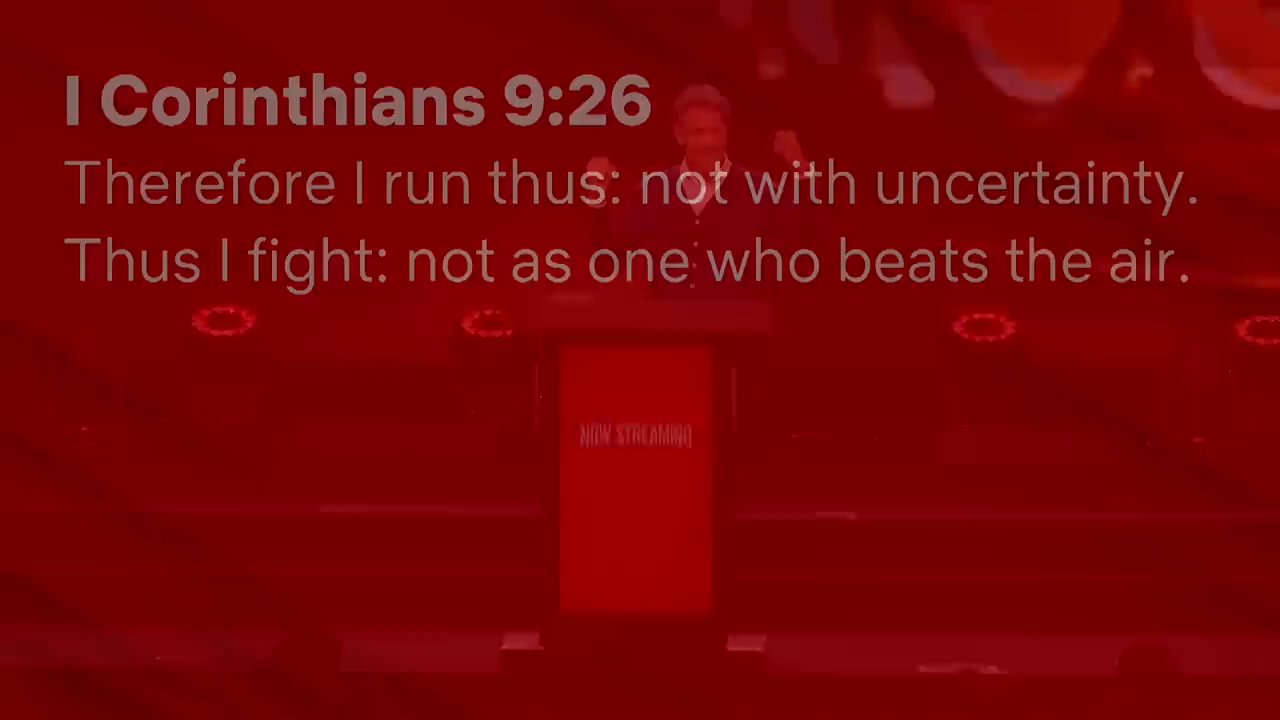 I Corinthians 9:26
Therefore I run thus: not with uncertainty.
Thus I fight: not as one who beats the air.
NOW STREAMING